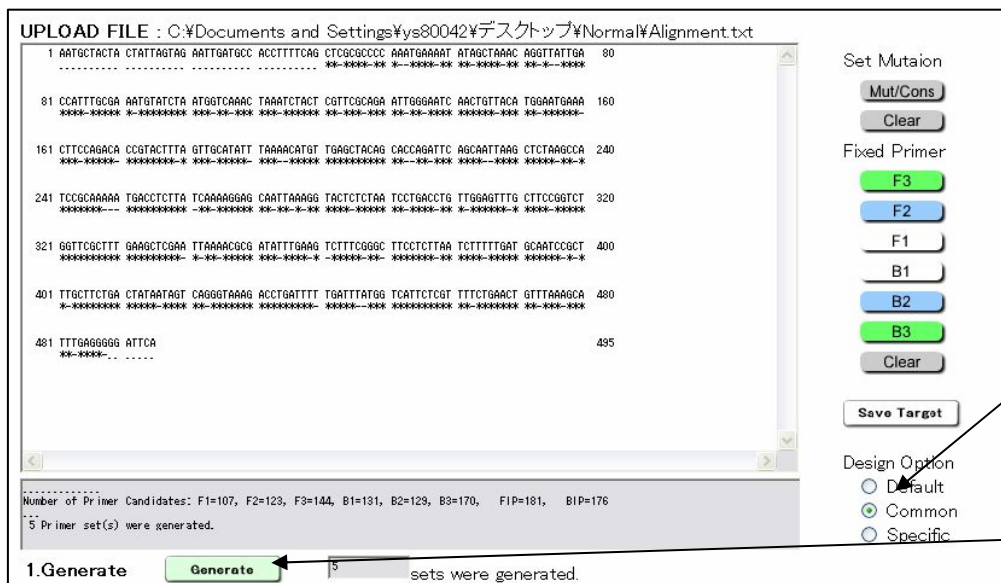 UPLOAD FILE : C:¥Documents and Settings¥ys80042¥デスクトップ¥Normal¥Alignment.txt
1 AATGCTACTA CTATTAGTAG AATTGATGCC ACCTTTTCAG CTCGCGCCCC AAATGAAAAT ATAGCTAAAC AGGTTATTGA 80
.......... .......... .......... .......... **-****-** *--****-** **-*****-* **-*--****
81 CCATTTGCGA AATGTATCTA ATGGTCAAAC TAAATCTACT CGTTCGCAGA ATTGGGAATC AACTGTTACA TGGAATGAAA 160
****-***** *-******** ***-**-*** ***-**-*** **-******* **-****-** **-**-**** **-******-
161 CTTCCAGACA CCGTACTTTA GTTGCATATT TAAAACATGT TGAGCTACAG CACCAGATTC AGCAATTAAG CTCTAAGCCA 240
***-*****- ***-****-* ********-* ***-***-** **-******* ***--**-** ***--***** ****-**-**
241 TCCGCAAAAA TGACCTCTTA TCAAAAGGAG CAATTAAAGG TACTCTCTAA TCCTGACCTG TTGGAGTTTG CTTCCGGTCT 320
321 GGTTCGCTTT GAAGCTCGAA TTAAAACGCG ATATTTGAAG TCTTTCGGGC TTCCTCTTAA TCTTTTTGAT GCAATCCGCT 400
401 TTGCTTCTGA CTATAATAGT CAGGGTAAAG ACCTGATTTT TGATTTATGG TCATTCTCGT TTTCTGAACT GTTTAAAGCA 480
481 TTTGAGGGGG ATTCA 495
**-****-.. .....
Set Mutaion
Mut/Cons
Clear
Fixed Primer
F3
F2
F1
B1
B2
B3
Clear
Save Target
Design Option
Default
Common
Specific
.............
Number of Primer Candidates: F1=107, F2=123, F3=144, B1=131, B2=129, B3=170, FIP=181, BIP=176
...
5 Primer set(s) were generated.
1.Generate Generate 5 sets were generated.